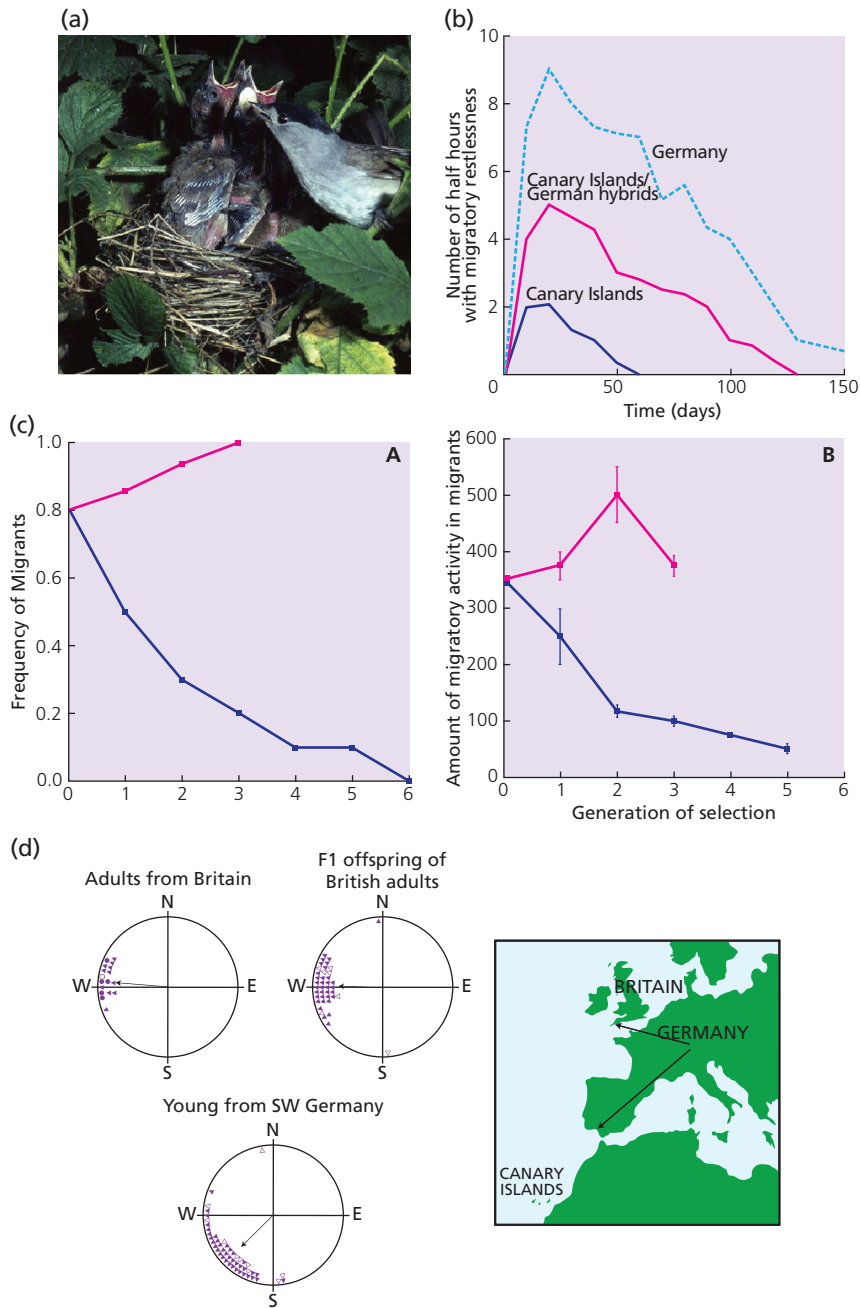 (a)
(b)
Number of half hours
with migratory restlessness
10
8
6
4
2
0
Germany
Canary Islands/
German hybrids
Canary Islands
50
100
150
Time (days)
(c)
Frequency of Migrants
1.0
0.8
0.6
0.4
0.2
0.0
A
0
1
2
3
4
5
6
Amount of migratory activity in migrants
600
500
400
300
200
100
00
B
0
1
2
3
4
5
6
Generation of selection
(d)
Adults from Britain
N
W
E
S
F1 offspring of
British adults
N
W
E
S
Young from SW Germany
N
W
E
S
BRITAIN
GERMANY
CANARY
ISLANDS